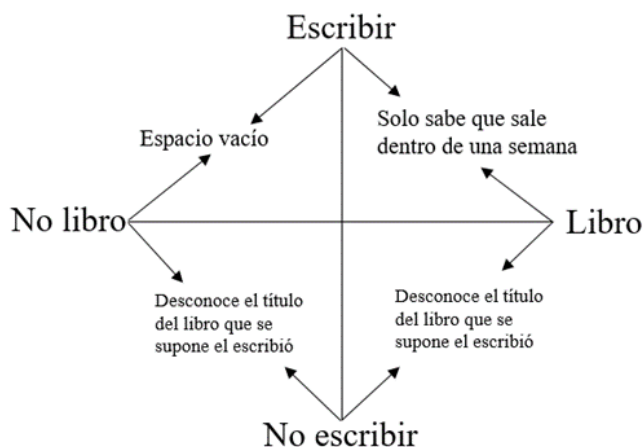 Escribir
Espacio vacío
Solo sabe que sale
dentro de una semana
No libro
Libro
Desconoce el título
del libro que se
supone el escribió
Desconoce el título
del libro que se
supone el escribió
No escribir